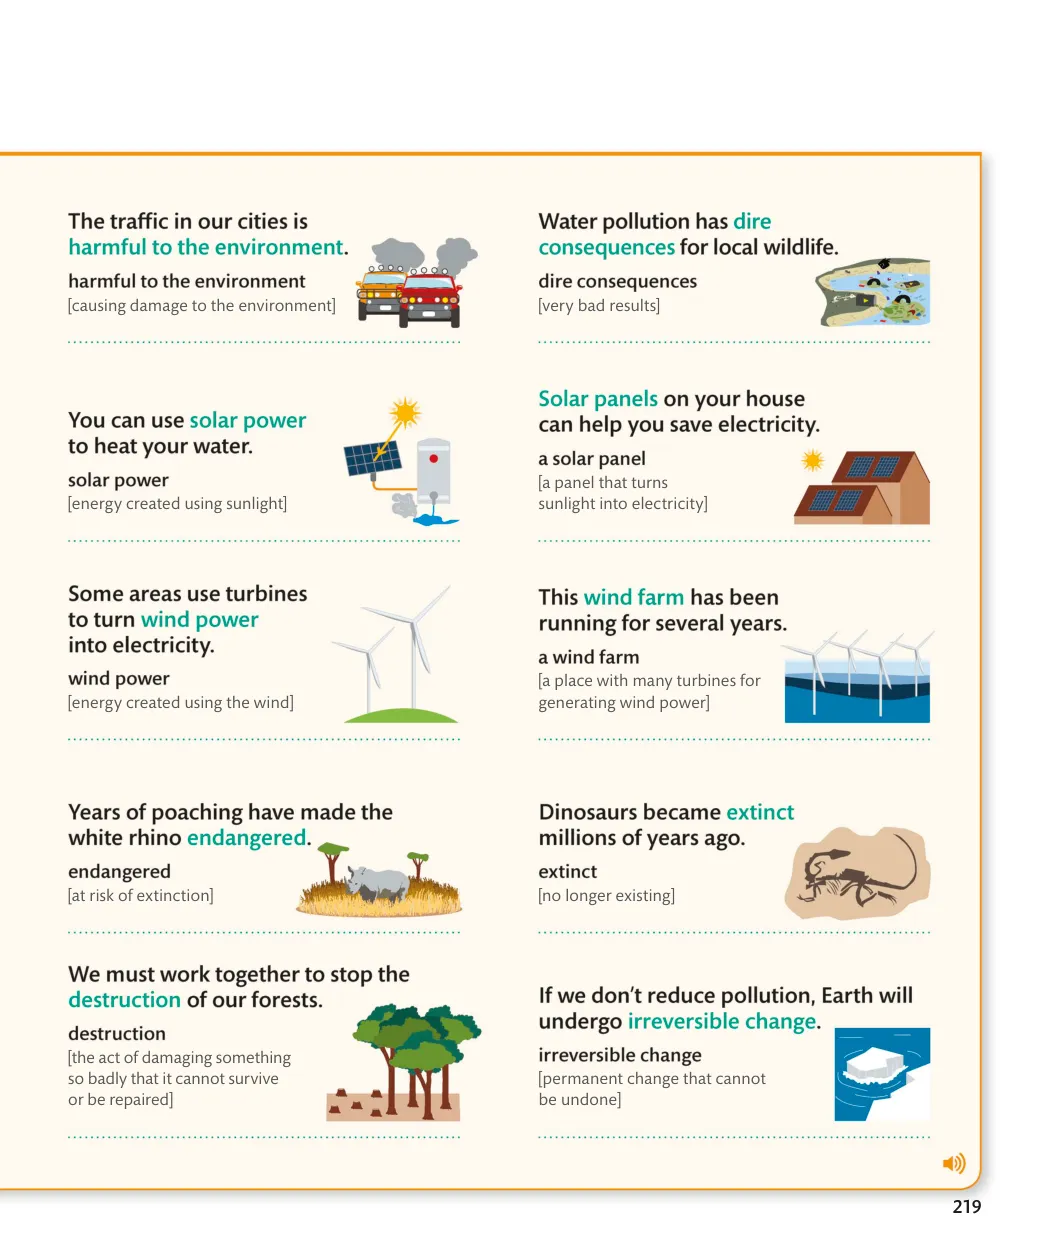 The traffic in our cities is
harmful to the environment.
harmful to the environment
[causing damage to the environment]
Water pollution has dire
consequences for local wildlife.
dire consequences
[very bad results]
You can use solar power
to heat your water.
solar power
[energy created using sunlight]
Solar panels on your house
can help you save electricity.
a solar panel
[a panel that turns
sunlight into electricity]
Some areas use turbines
to turn wind power
into electricity.
wind power
[energy created using the wind]
This wind farm has been
running for several years.
a wind farm
[a place with many turbines for
generating wind power]
Years of poaching have made the
white rhino endangered.
endangered
[at risk of extinction]
Dinosaurs became extinct
millions of years ago.
extinct
[no longer existing]
We must work together to stop the
destruction of our forests.
destruction
[the act of damaging something
so badly that it cannot survive
or be repaired]
If we don’t reduce pollution, Earth will
undergo irreversible change.
irreversible change
[permanent change that cannot
be undone]
219